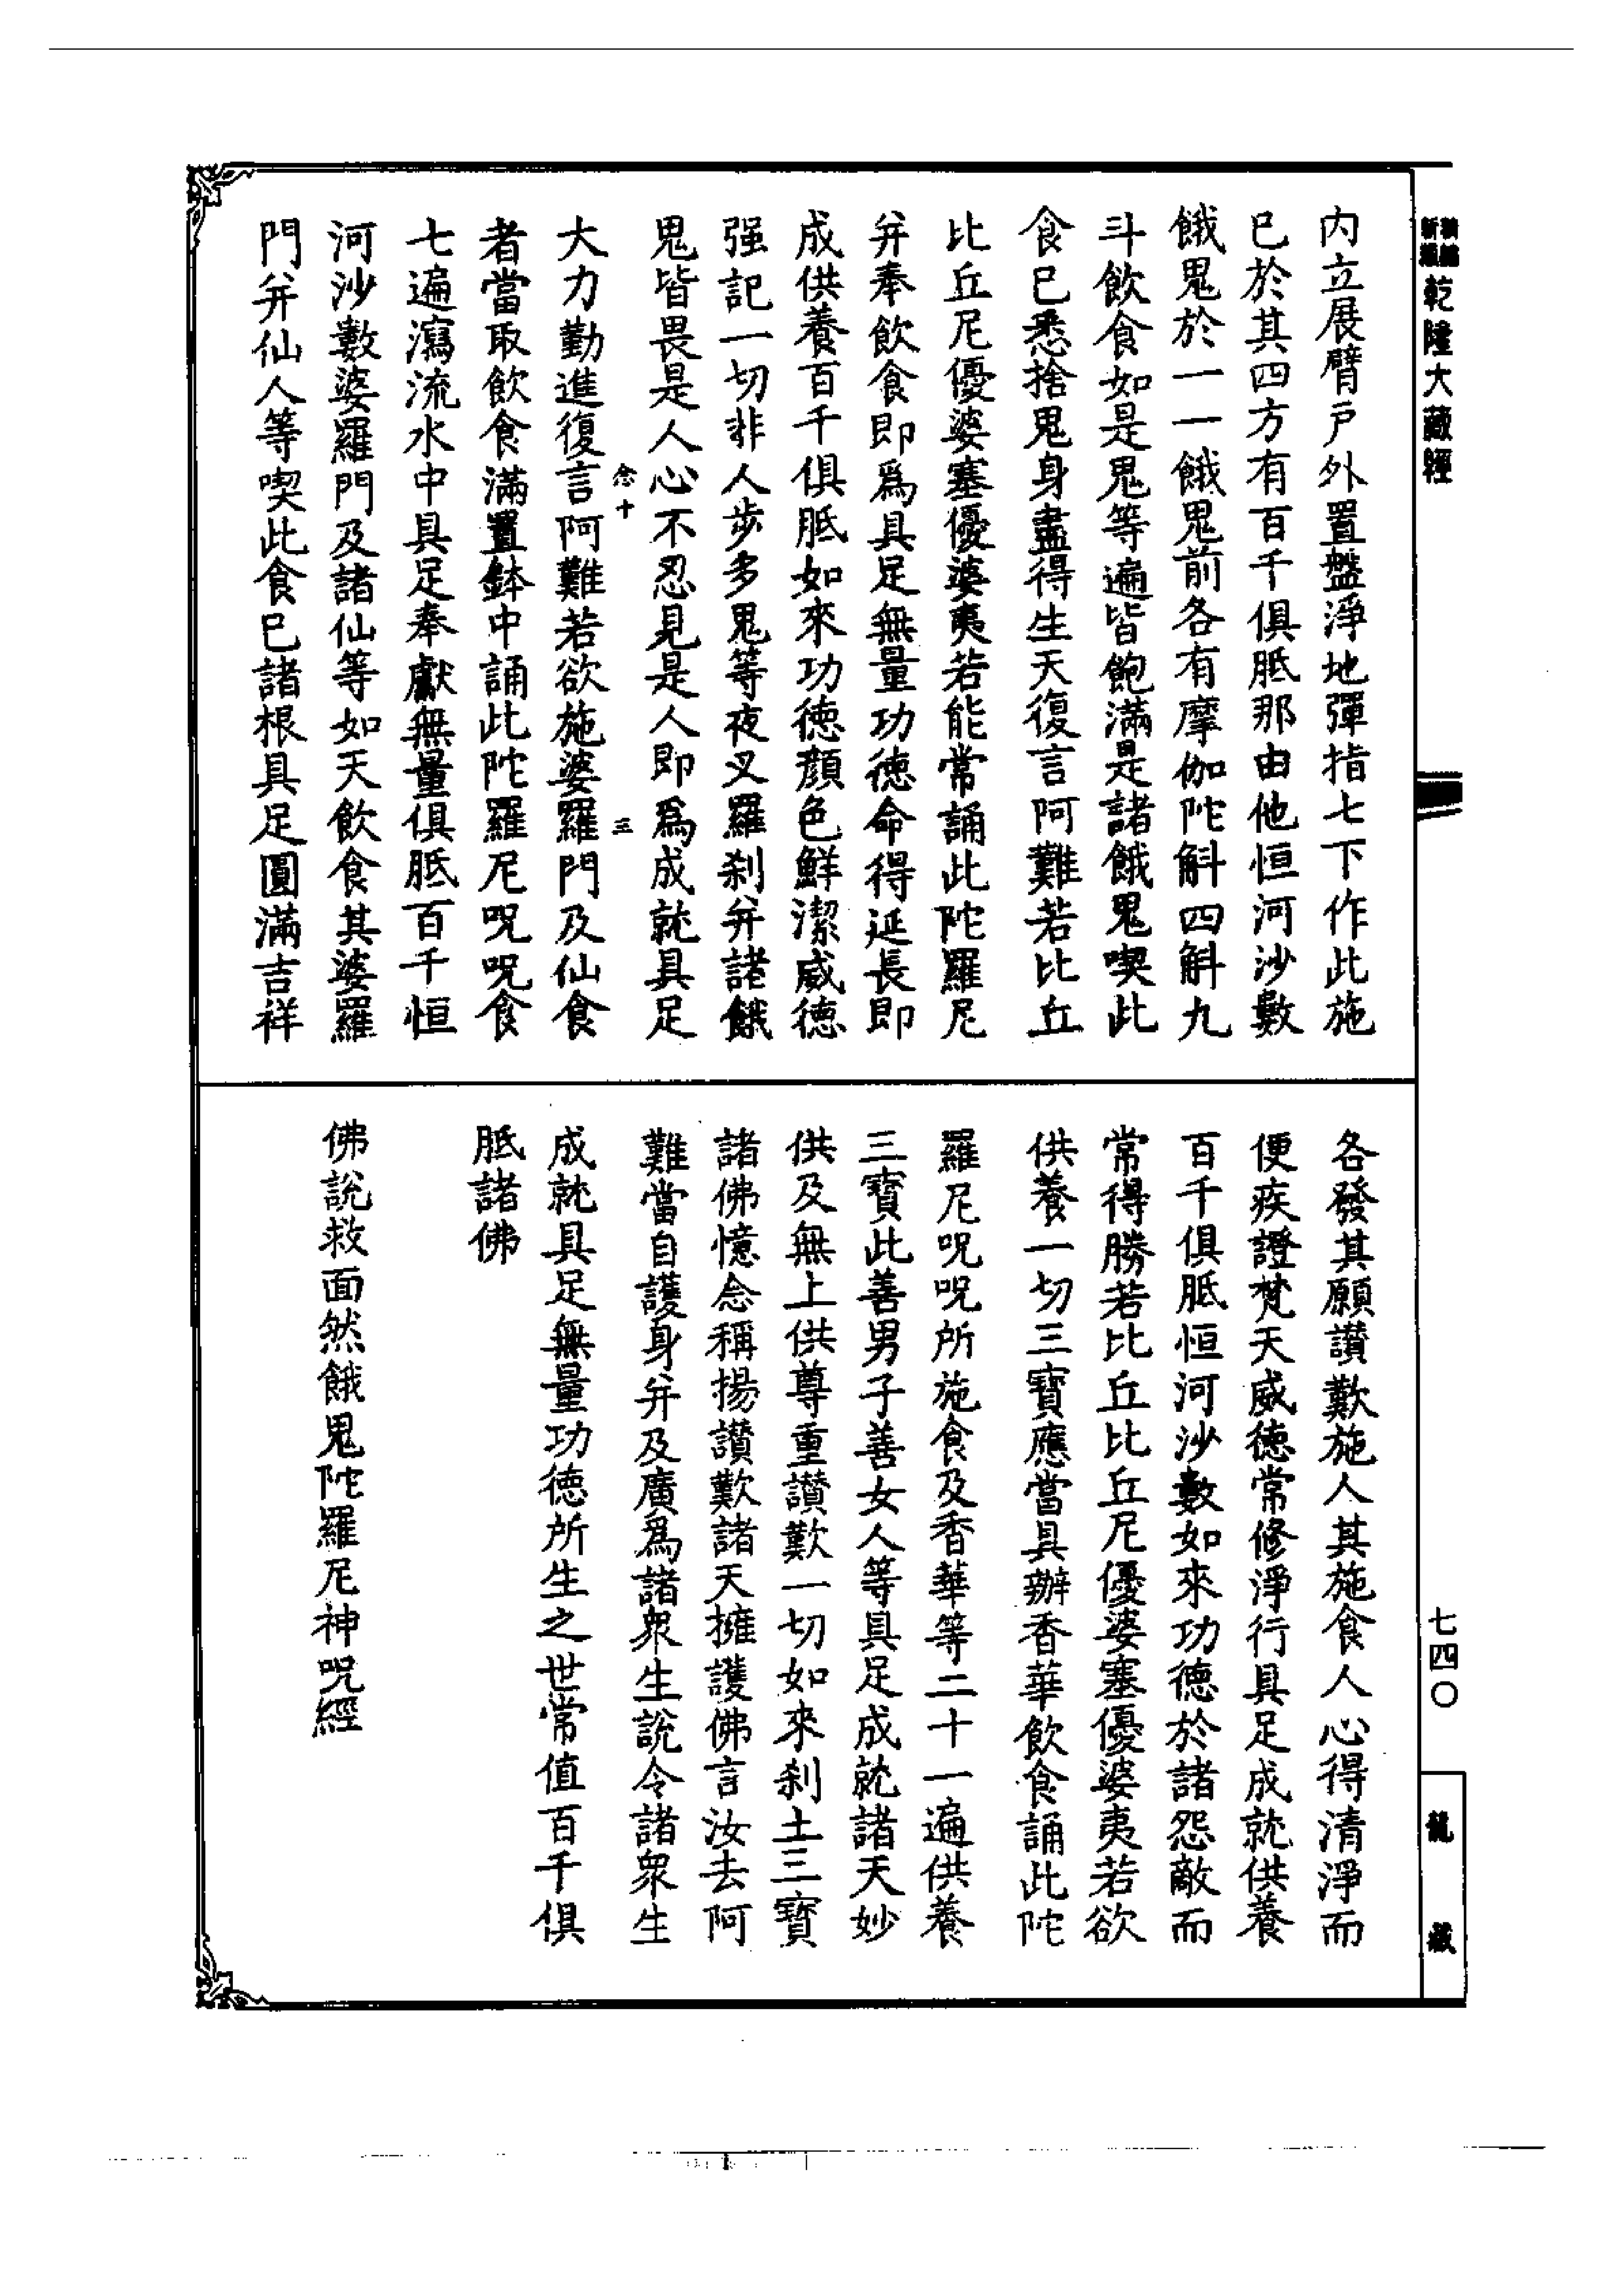 乾隆大藏經
內立展臂戶外置盤淨地彈指七下作此施
已於其四方有百千俱胝那由他恒河沙數
餓鬼於一一餓鬼前各有摩伽陀斛四斛九
斗飲食如是鬼等遍皆飽滿是諸餓鬼喫此
食已悉捨鬼身盡得生天復言阿難若比丘
比丘尼優婆塞優婆夷若能常誦此陀羅尼
并奉飲食即為具足無量功德命得延長即
成供養百千俱胝如來功德顏色鮮潔威德
强記一切非人步多鬼等夜叉羅刹并諸餓
鬼皆畏是人心不忍見是人即為成就具足
念十 三
大力勤進復言阿難若欲施婆羅門及仙食
者當取飲食滿置鉢中誦此陀羅尼呪呪食
七遍瀉流水中具足奉獻無量俱胝百千恒
河沙數婆羅門及諸仙等如天飲食其婆羅
門并仙人等喫此食已諸根具足圓滿吉祥
各發其願讚歎施人其施食人心得清淨而
便疾證梵天威德常修淨行具足成就供養
百千俱胝恒河沙數如來功德於諸怨敵而
常得勝若比丘比丘尼優婆塞優婆夷若欲
供養一切三寶應當具辦香華飲食誦此陀
羅尼呪呪所施食及香華等二十一遍供養
三寶此善男子善女人等具足成就諸天妙
供及無上供尊重讚歎一切如來刹土三寶
諸佛憶念稱揚讚歎諸天擁護佛言汝去阿
難當自護身并及廣為諸眾生說令諸眾生
成就具足無量功德所生之世常值百千俱
胝諸佛
佛說救面然餓鬼陀羅尼神呪經
七四〇
龍藏